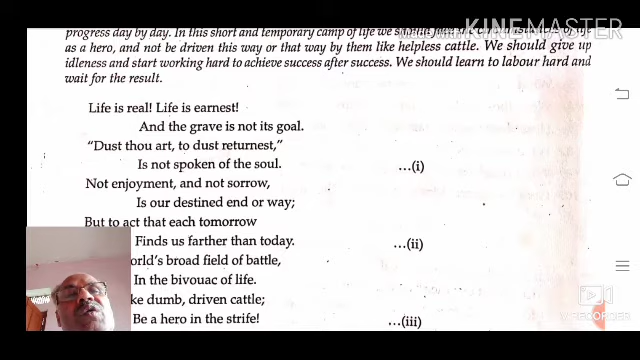 progress day by day. In this short and temporary camp of life we of life
as a hero, and not be driven this way or that way by them like helpless cattle. We should give up
idleness and start working hard to achieve success after success. We should learn to labour hard and
wait for the result.
Life is real! Life is earnest!
And the grave is not its goal.
"Dust thou art, to dust returnest,"
Is not spoken of the soul. ...(i)
Not enjoyment, and not sorrow,
Is our destined end or way;
But to act that each tomorrow
Finds us farther than today. ...(ii)
orld's broad field of battle,
In the bivouac of life.
ke dumb, driven cattle;
Be a hero in the strife! ...(iii)
KINEMASTER